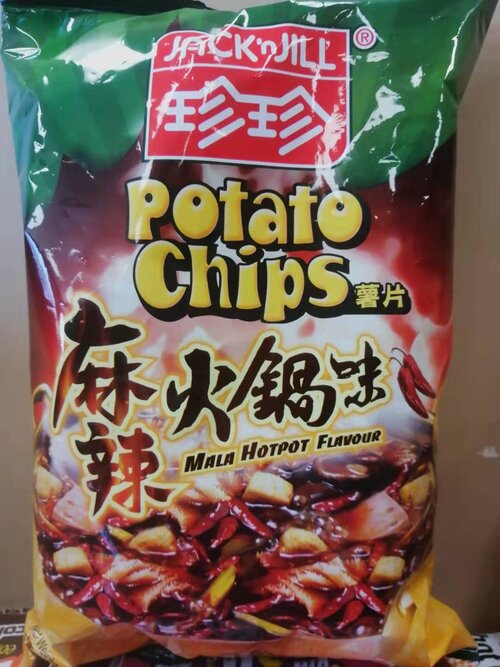 JACK'n JILL ®
珍珍
Potato
Chips
薯片
麻辣
火鍋味
MALA HOTPOT FLAVOUR